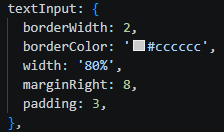 textInput: {
borderWidth: 2,
borderColor: '#cccccc',
width: '80%',
marginRight: 8,
padding: 3,
},